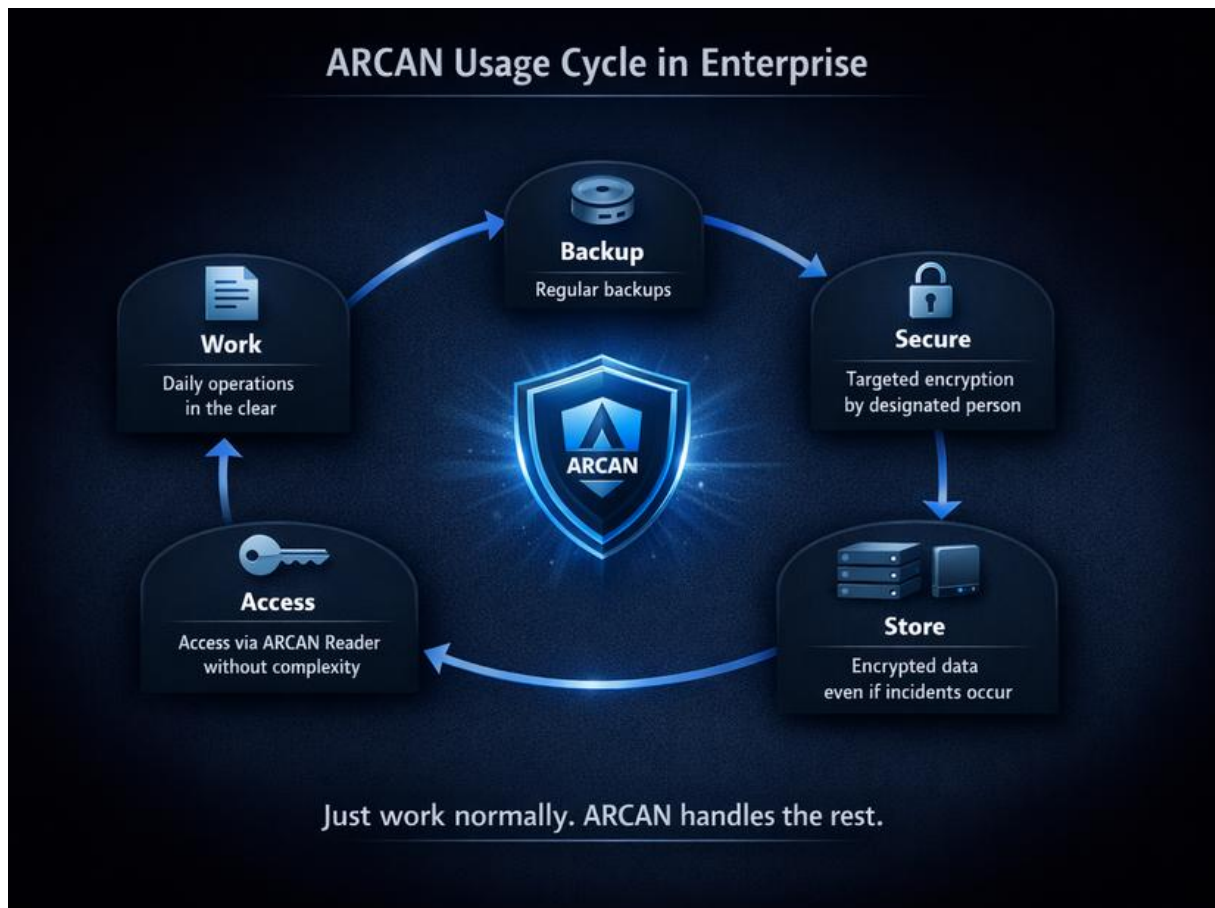 ARCAN Usage Cycle in Enterprise
Backup
Regular backups
Work
Daily operations
in the clear
Secure
Targeted encryption
by designated person
ARCAN
Access
Access via ARCAN Reader
without complexity
Store
Encrypted data
even if incidents occur
Just work normally. ARCAN handles the rest.